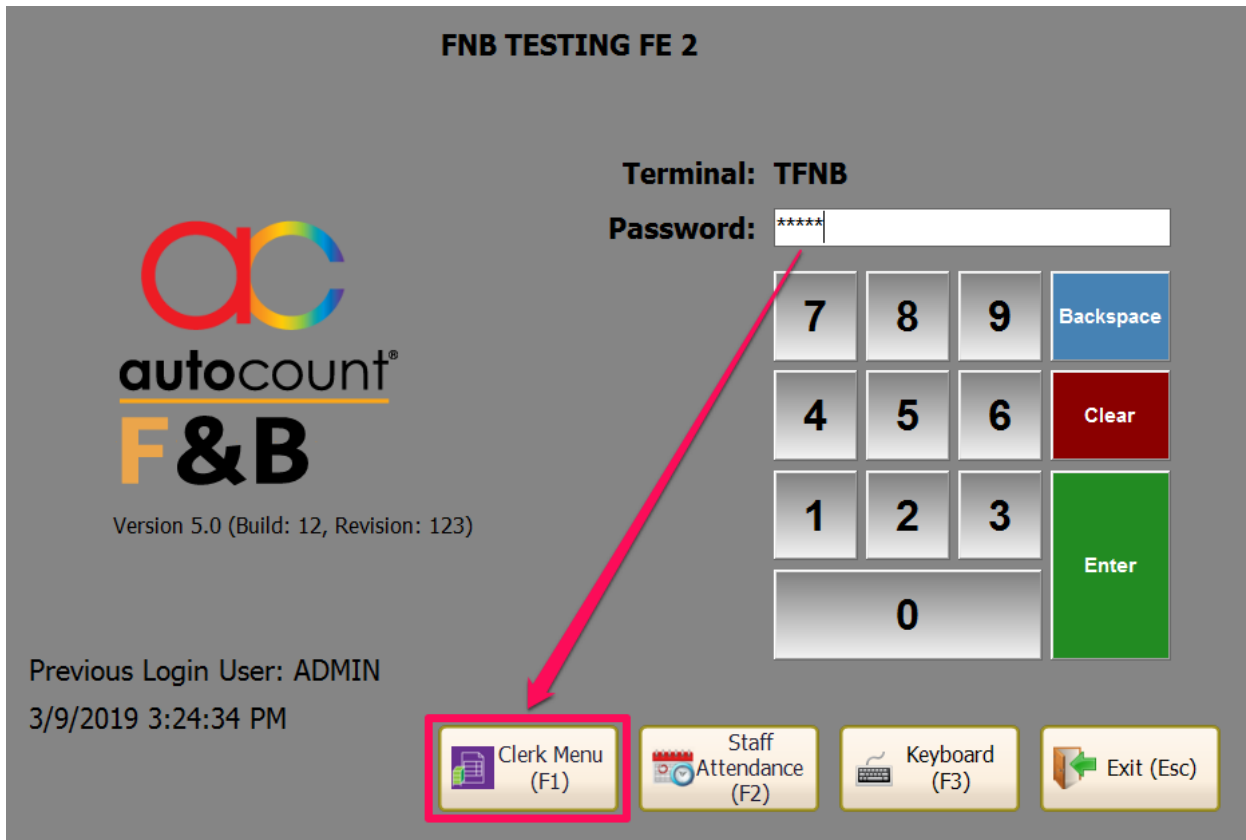 FNB TESTING FE 2
Terminal: TFNB
Password: *****
7 8 9 Backspace
4 5 6 Clear
1 2 3
Enter
0
ac
autocount®
F&B
Version 5.0 (Build: 12, Revision: 123)
Previous Login User: ADMIN
3/9/2019 3:24:34 PM
Clerk Menu
(F1)
Staff
Attendance
(F2)
Keyboard
(F3)
Exit (Esc)